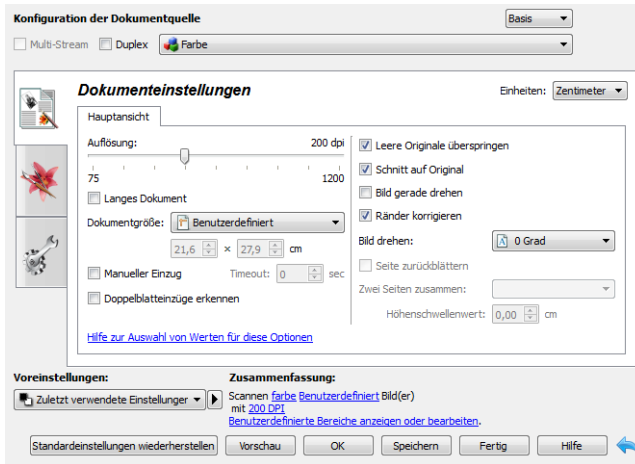 Konfiguration der Dokumentquelle
Basis
Multi-Stream
Duplex
Farbe
Dokumenteinstellungen
Einheiten: Zentimeter
Hauptansicht
Auflösung: 200 dpi
75 1200
Langes Dokument
Dokumentgröße: Benutzerdefiniert
21,6 × 27,9 cm
Manueller Einzug Timeout: 0 sec
Doppelblatteinzüge erkennen
Hilfe zur Auswahl von Werten für diese Optionen
Leere Originale überspringen
Schnitt auf Original
Bild gerade drehen
Ränder korrigieren
Bild drehen: 0 Grad
Seite zurückblättern
Zwei Seiten zusammen:
Höhenschwellenwert: 0,00 cm
Voreinstellungen:
Zuletzt verwendete Einstellunger
Zusammenfassung:
Scannen farbe Benutzerdefiniert Bild(er)
mit 200 DPI
Benutzerdefinierte Bereiche anzeigen oder bearbeiten.
Standardeinstellungen wiederherstellen Vorschau OK Speichern Fertig Hilfe